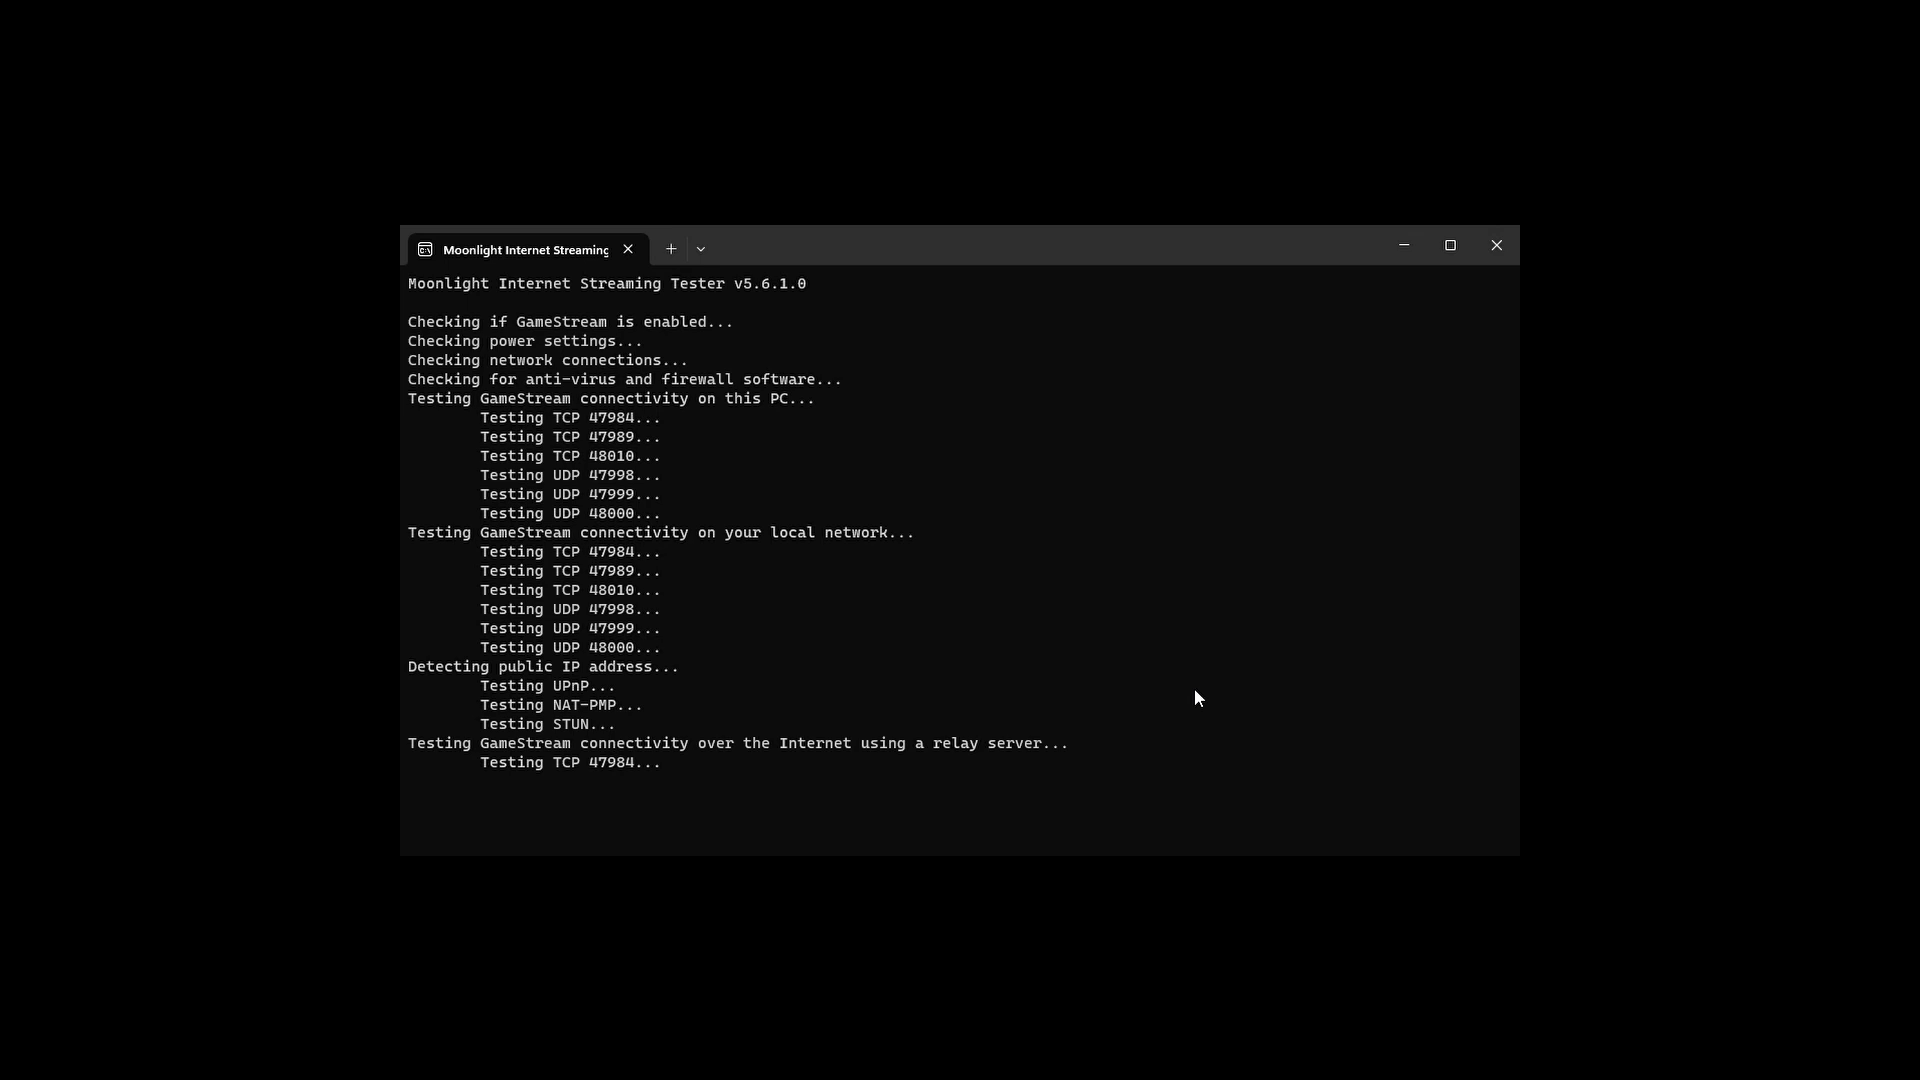 Moonlight Internet Streaming
Moonlight Internet Streaming Tester v5.6.1.0
Checking if GameStream is enabled...
Checking power settings...
Checking network connections...
Checking for anti-virus and firewall software...
Testing GameStream connectivity on this PC...
Testing TCP 47984...
Testing TCP 47989...
Testing TCP 48010...
Testing UDP 47998...
Testing UDP 47999...
Testing UDP 48000...
Testing GameStream connectivity on your local network...
Testing TCP 47984...
Testing TCP 47989...
Testing TCP 48010...
Testing UDP 47998...
Testing UDP 47999...
Testing UDP 48000...
Detecting public IP address...
Testing UPnP...
Testing NAT-PMP...
Testing STUN...
Testing GameStream connectivity over the Internet using a relay server...
Testing TCP 47984...